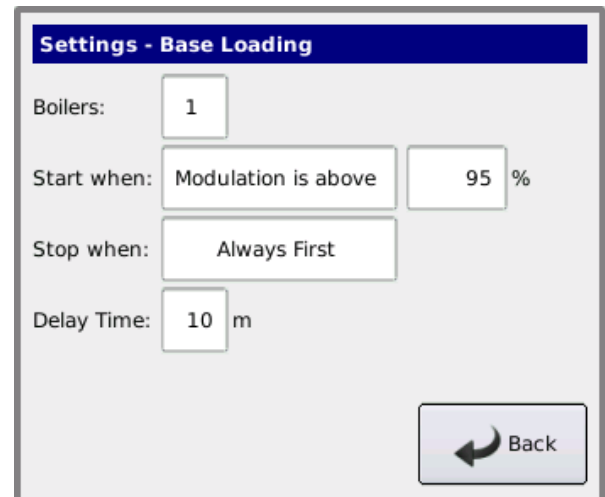 Settings - Base Loading
Boilers: 1
Start when: Modulation is above 95 %
Stop when: Always First
Delay Time: 10 m
Back